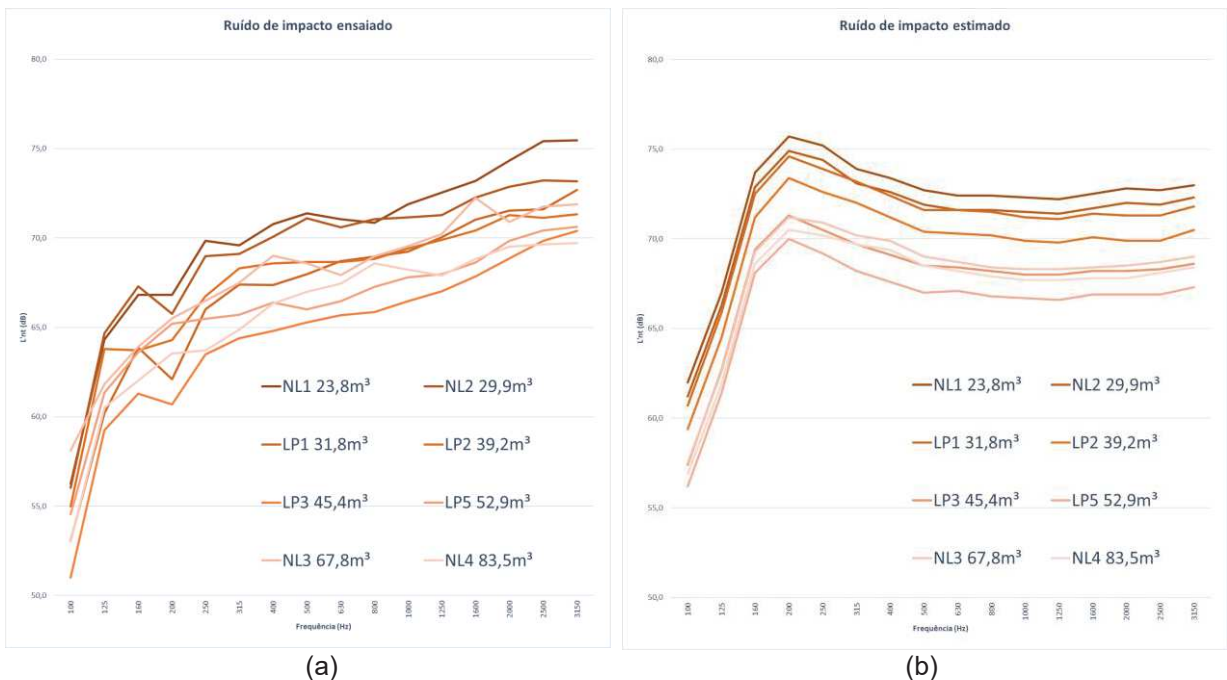 Ruído de impacto ensaiado
80,0
75,0
70,0
65,0
60,0
55,0
50,0
L'nt (dB)
NL1 23,8m³ NL2 29,9m³
LP1 31,8m³ LP2 39,2m³
LP3 45,4m³ LP5 52,9m³
NL3 67,8m³ NL4 83,5m³
100 125 160 200 250 315 400 500 630 800 1000 1250 1600 2000 2500 3150
Frequência (Hz)
(a)
Ruído de impacto estimado
80,0
75,0
70,0
65,0
60,0
55,0
50,0
L'nt (dB)
NL1 23,8m³ NL2 29,9m³
LP1 31,8m³ LP2 39,2m³
LP3 45,4m³ LP5 52,9m³
NL3 67,8m³ NL4 83,5m³
100 125 160 200 250 315 400 500 630 800 1000 1250 1600 2000 2500 3150
Frequência (Hz)
(b)